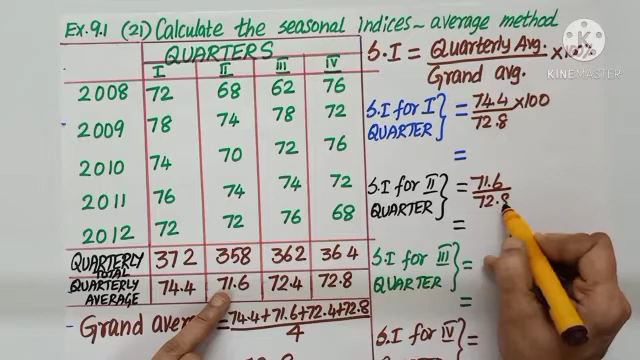 Ex.9.1 (21) Calculate the seasonal indices ~ average method
QUARTERS
I II III IV
2008 72 68 62 76
2009 78 74 78 72
2010 74 70 72 76
2011 76 74 74 72
2012 72 72 76 68
QUARTERLY TOTAL 372 358 362 364
QUARTERLY AVERAGE 74.4 71.6 72.4 72.8
Grand aver = 74.4+71.6+72.4+72.8
4
S.I = Quarterly Avg. ×100%
Grand avg.
KINEMASTER
S.I for I QUARTER } = 74.4 ×100
72.8
=
S.I for II QUARTER } = 71.6
72.8
=
S.I for III QUARTER } =
=
S.I for IV } =